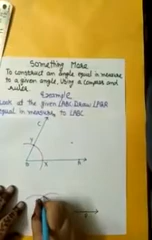 Something More
To construct an angle equal in measure
to a given angle, using a compass and
ruler.
Example
Look at the given ∠ABC. Draw ∠PQR
equal in measure to ∠ABC
C
Y
B X A